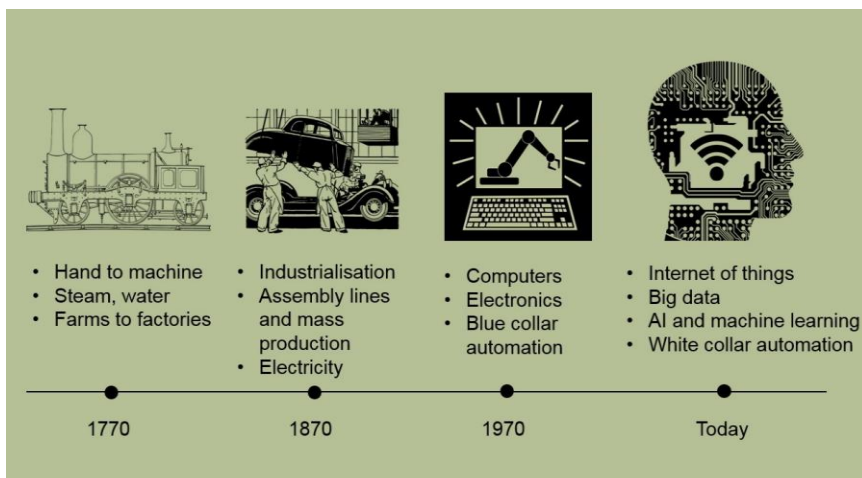 • Hand to machine
• Steam, water
• Farms to factories
• Industrialisation
• Assembly lines
and mass
production
• Electricity
• Computers
• Electronics
• Blue collar
automation
• Internet of things
• Big data
• AI and machine learning
• White collar automation
1770
1870
1970
Today